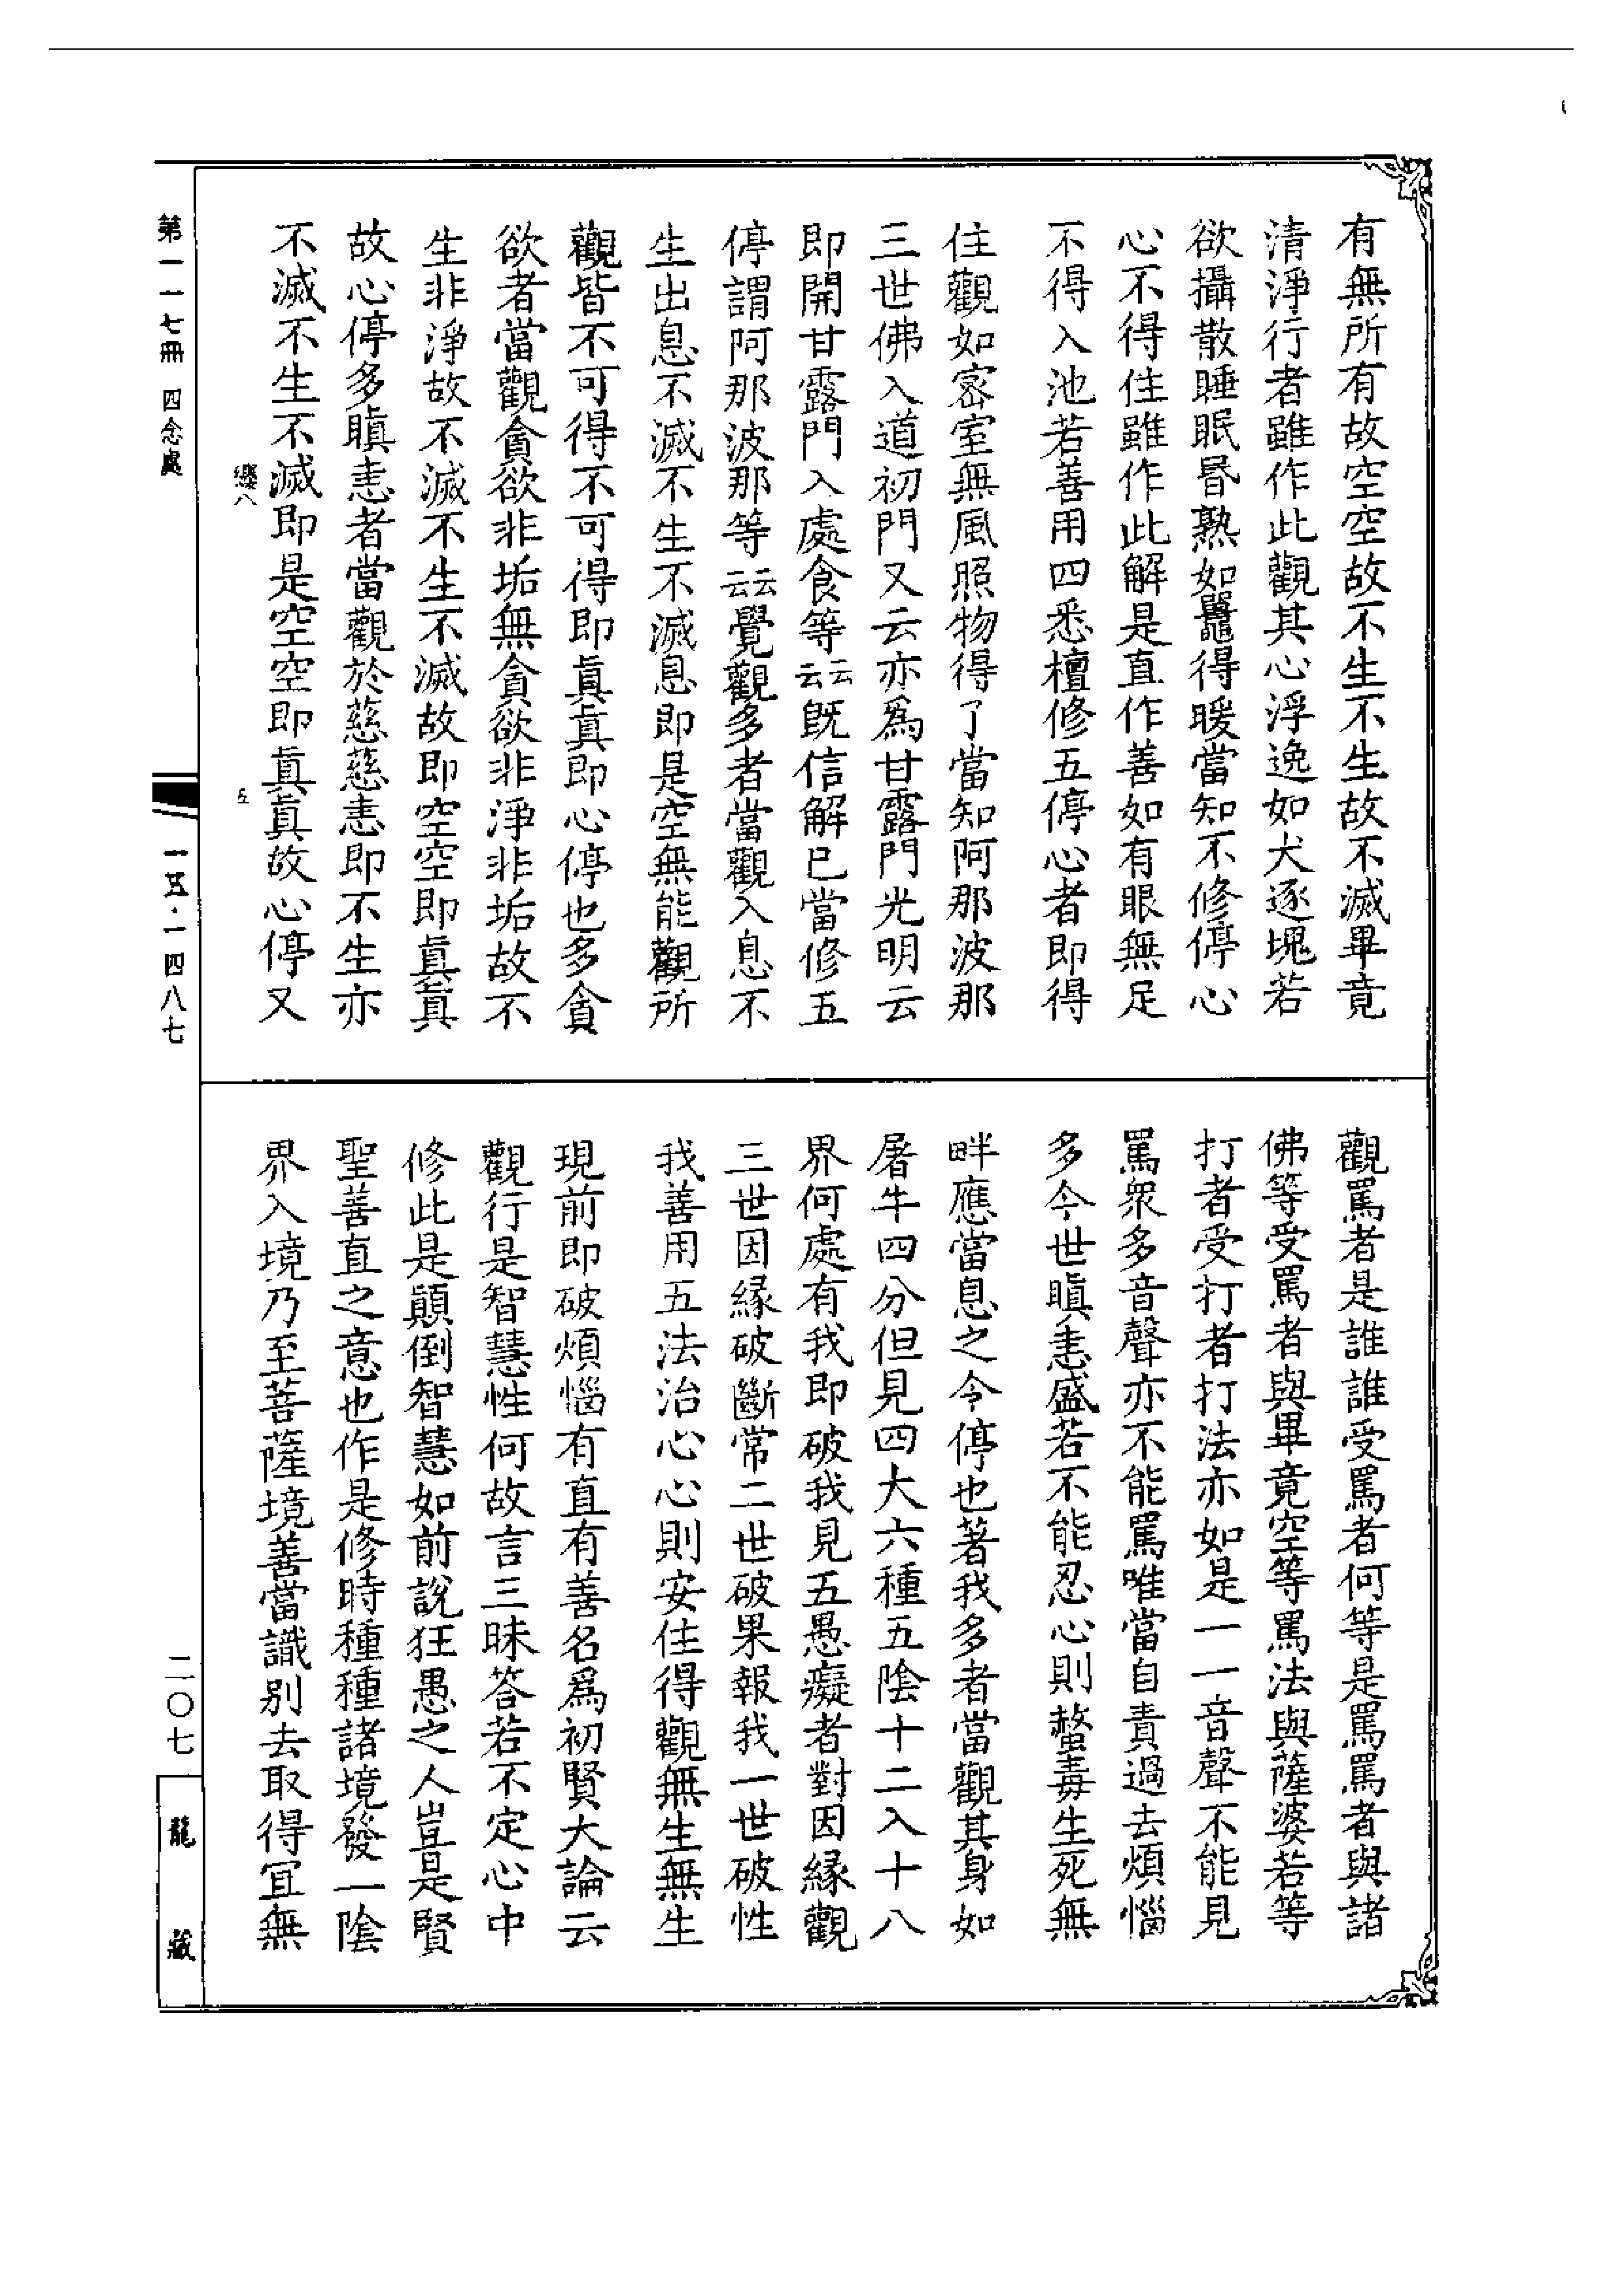 有無所有故空空故不生不生故不滅畢竟
清淨行者雖作此觀其心浮逸如犬逐塊若
欲攝散睡眠昬熟如鼉得暖當知不修停心
心不得住雖作此解是直作善如有眼無足
不得入池若善用四悉檀修五停心者即得
住觀如密室無風照物得了當知阿那波那
三世佛入道初門又云亦爲甘露門光明云
即開甘露門入處食等云云旣信解已當修五
停謂阿那波那等云云覺觀多者當觀入息不
生出息不滅不生不滅息即是空無能觀所
觀皆不可得不可得即眞眞即心停也多貪
欲者當觀貪欲非垢無貪欲非淨非垢故不
生非淨故不滅不生不滅故即空空即眞眞
故心停多瞋恚者當觀於慈慈恚即不生亦
不滅不生不滅即是空空即眞眞故心停又
觀罵者是誰誰受罵者何等是罵罵者與諸
佛等受罵者與畢竟空等罵法與薩婆若等
打者受打者打法亦如是一一音聲不能見
罵衆多音聲亦不能罵唯當自責過去煩惱
多今世瞋恚盛若不能忍心則螫毒生死無
畔應當息之令停也著我多者當觀其身如
屠牛四分但見四大六種五陰十二入十八
界何處有我即破我見五愚癡者對因緣觀
三世因緣破斷常二世破果報我一世破性
我善用五法治心心則安住得觀無生無生
現前即破煩惱有直有善名爲初賢大論云
觀行是智慧性何故言三昧答若不定心中
修此是顚倒智慧如前說狂愚之人豈是賢
聖善直之意也作是修時種種諸境發一陰
界入境乃至菩薩境善當識別去取得宜無
第一一七冊 四念處
纓八
五
一五·一四八七
二〇七
龍藏